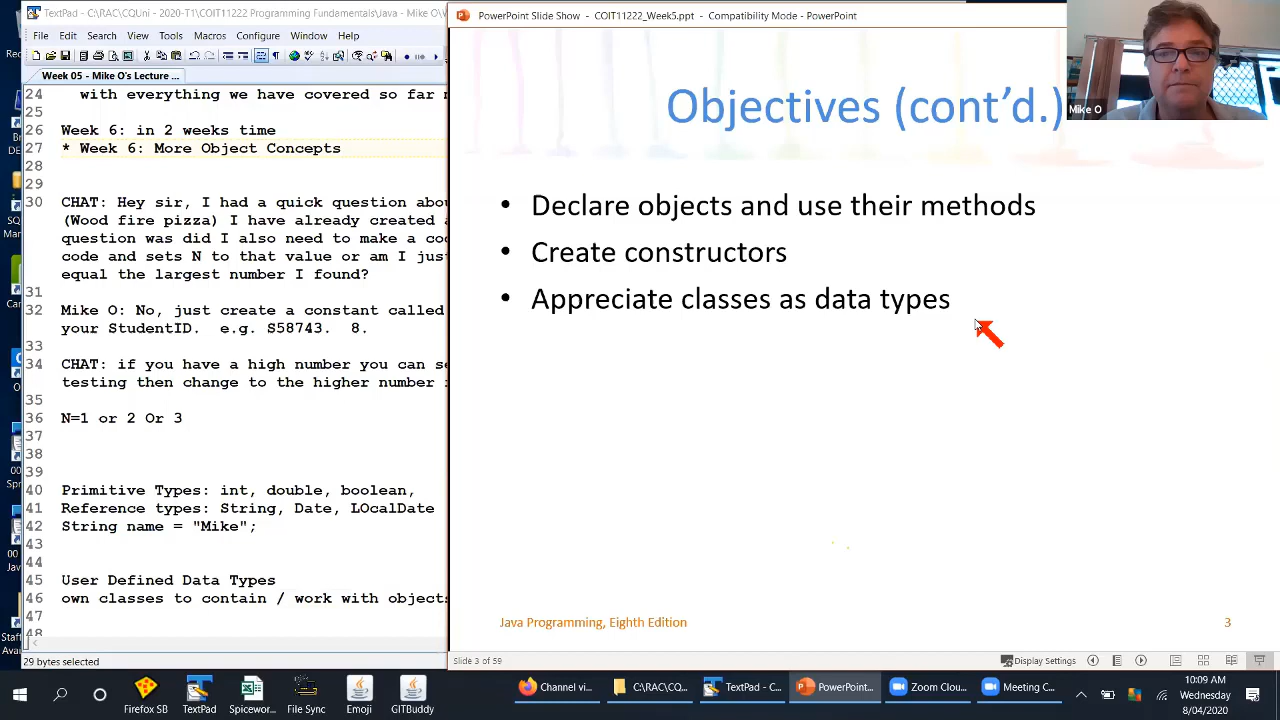 TextPad - C:\RAC\CQUni - 2020-T1\COIT11222 Programming Fundamentals\java - Mike O\W
File Edit Search View Tools Macros Configure Window Help
Week 05 - Mike O's Lecture ...
24 with everything we have covered so far
25
26 Week 6: in 2 weeks time
27 * Week 6: More Object Concepts
28
29
30 CHAT: Hey sir, I had a quick question abou
(Wood fire pizza) I have already created a
question was did I also need to make a co
code and sets N to that value or am I jus
equal the largest number I found?
31
32 Mike O: No, just create a constant called
your StudentID. e.g. S58743. 8.
33
34 CHAT: if you have a high number you can se
testing then change to the higher number
35
36 N=1 or 2 Or 3
37
38
39
40 Primitive Types: int, double, boolean,
41 Reference types: String, Date, LOcalDate
42 String name = "Mike";
43
44
45 User Defined Data Types
46 own classes to contain / work with objects
47
48
29 bytes selected
PowerPoint Slide Show - COIT11222_Week5.ppt - Compatibility Mode - PowerPoint
Mike O
Objectives (cont’d.)
• Declare objects and use their methods
• Create constructors
• Appreciate classes as data types
Java Programming, Eighth Edition
3
Slide 3 of 59
Display Settings
Firefox SB
TextPad
Spicewor...
File Sync
Emoji
GITBuddy
Channel vi...
C:\RAC\CQ...
TextPad - C...
PowerPoint...
Zoom Clou...
Meeting C...
10:09 AM
Wednesday
8/04/2020